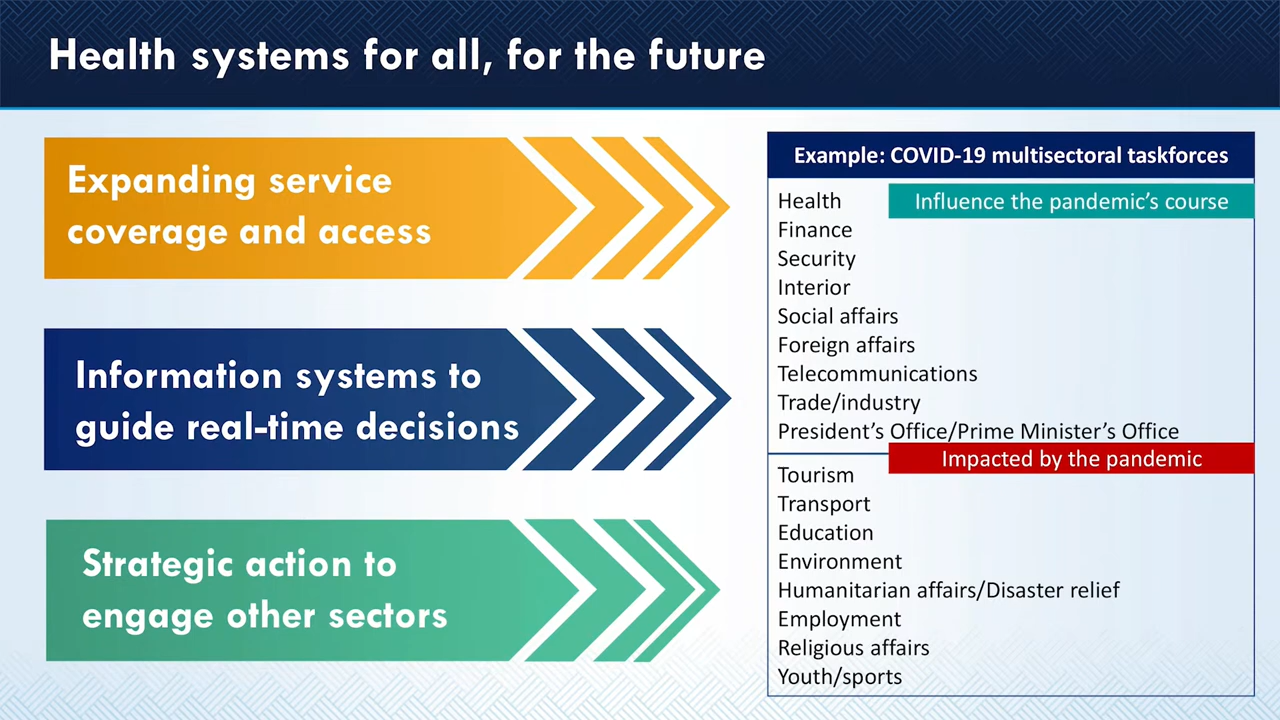 Health systems for all, for the future
Expanding service
coverage and access
Information systems to
guide real-time decisions
Strategic action to
engage other sectors
Example: COVID-19 multisectoral taskforces
Health
Influence the pandemic's course
Finance
Security
Interior
Social affairs
Foreign affairs
Telecommunications
Trade/industry
President's Office/Prime Minister's Office
Impacted by the pandemic
Tourism
Transport
Education
Environment
Humanitarian affairs/Disaster relief
Employment
Religious affairs
Youth/sports